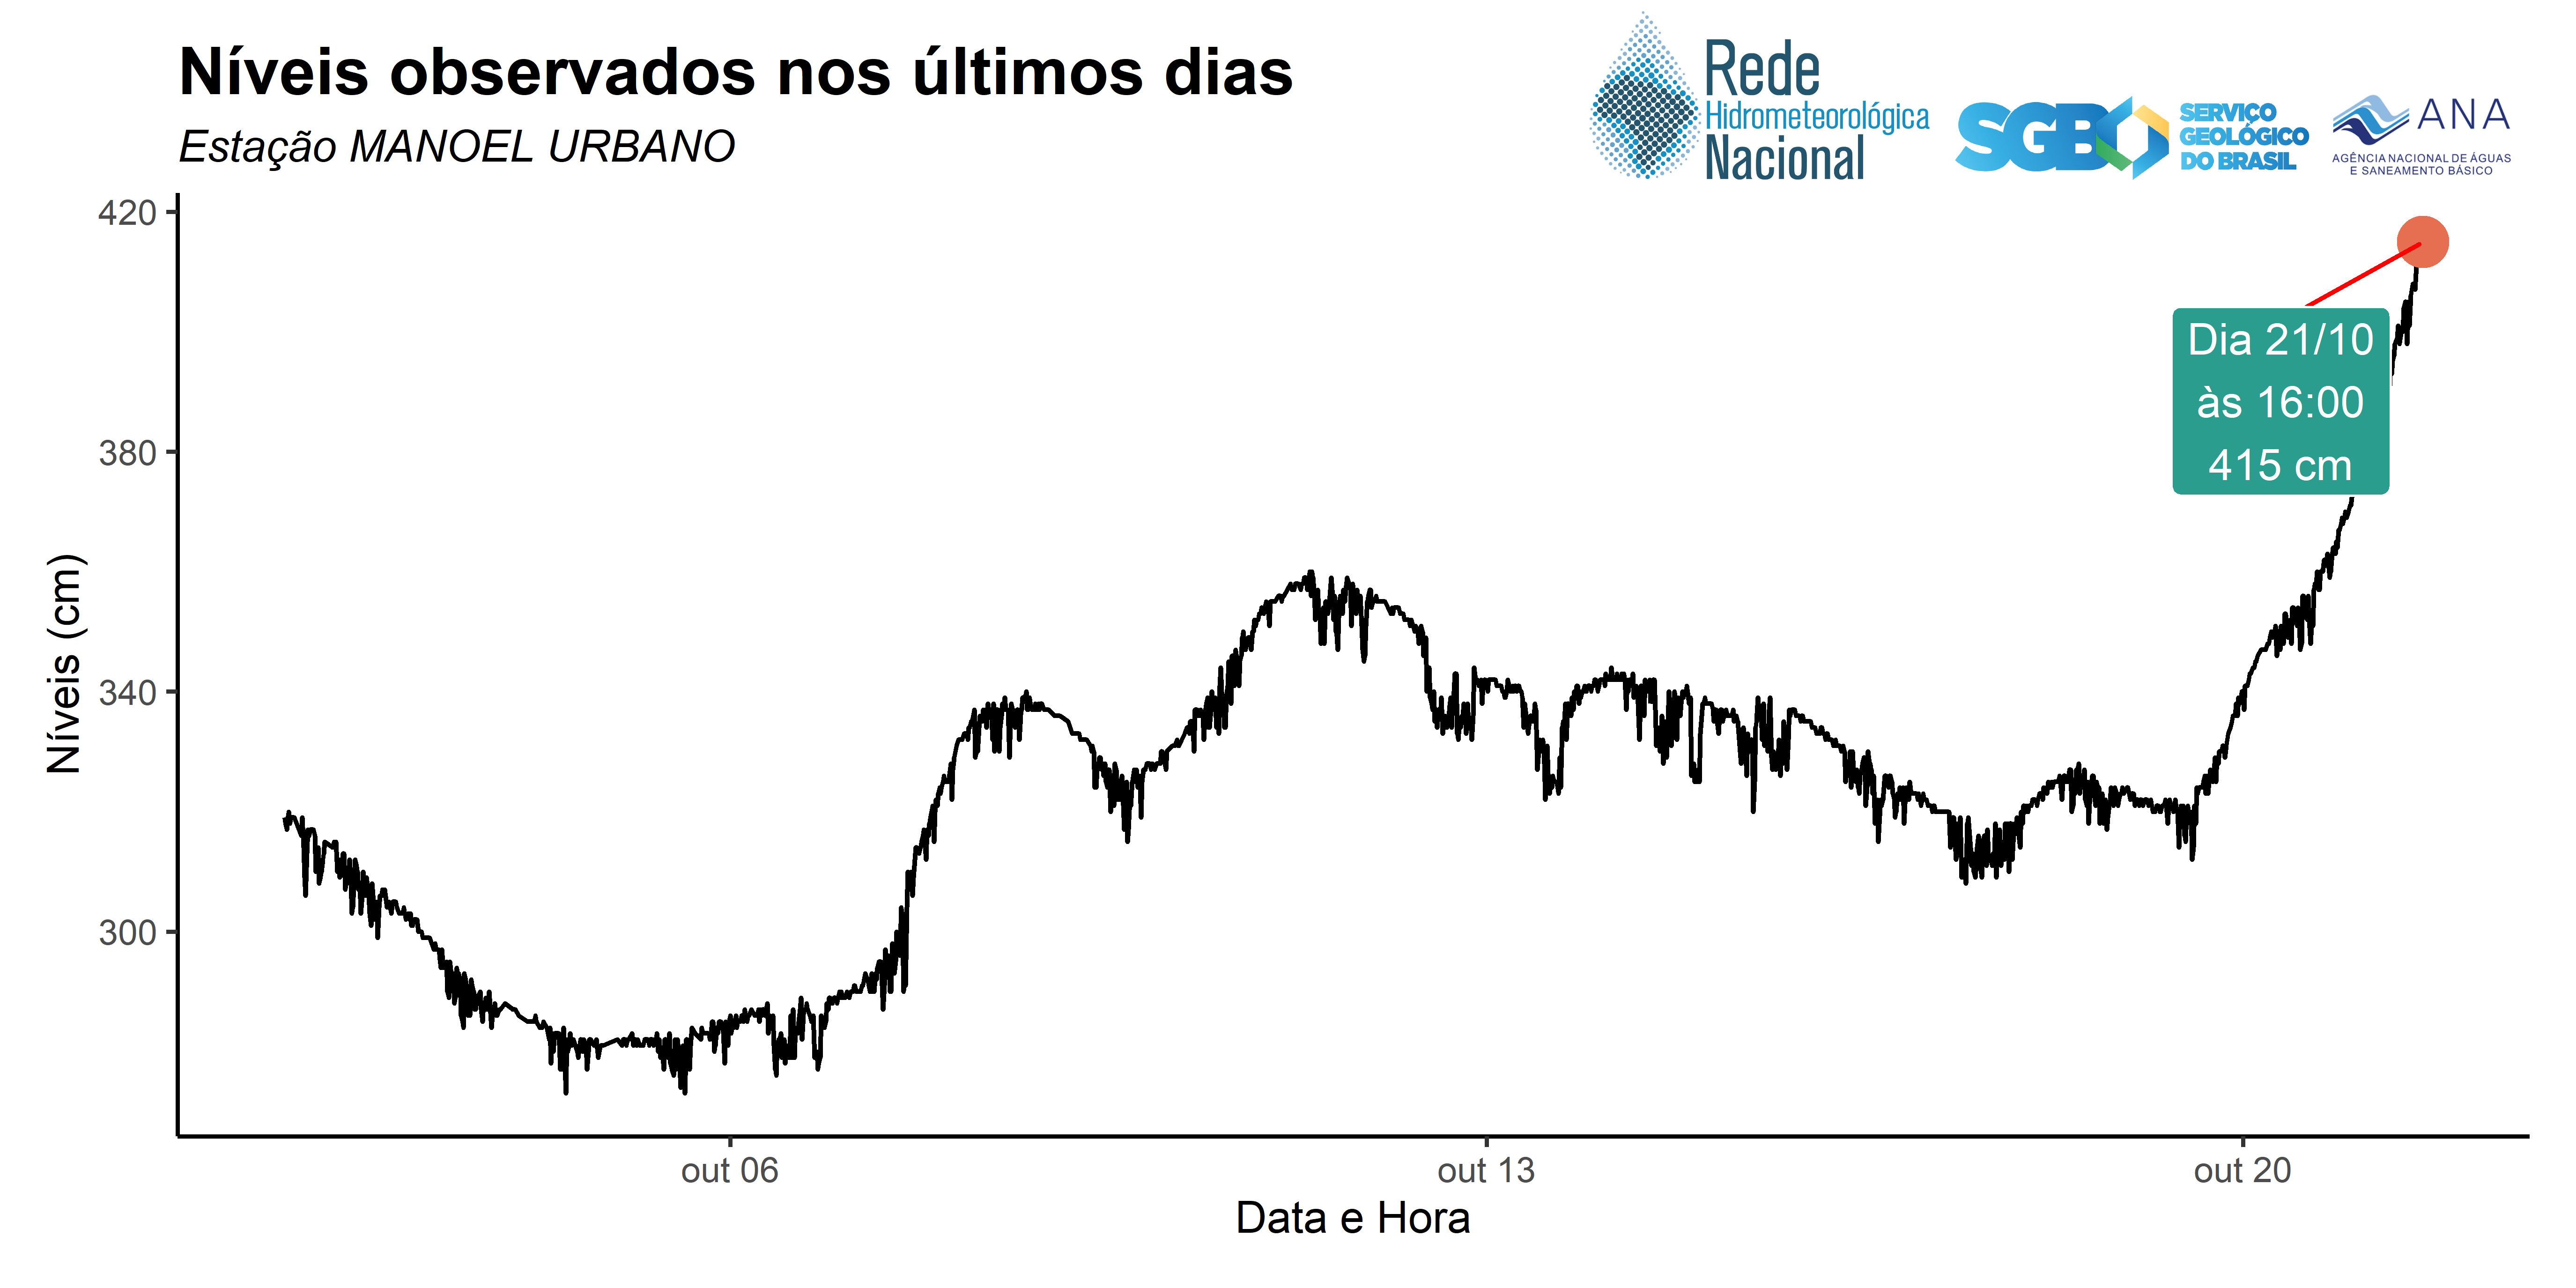 Níveis observados nos últimos dias
Estação MANOEL URBANO
Rede
Hidrometeorológica
Nacional
SGB
SERVIÇO
GEOLÓGICO
DO BRASIL
ANA
AGÊNCIA NACIONAL DE ÁGUAS
E SANEAMENTO BÁSICO
420
380
340
300
Níveis (cm)
Dia 21/10
às 16:00
415 cm
out 06
out 13
out 20
Data e Hora